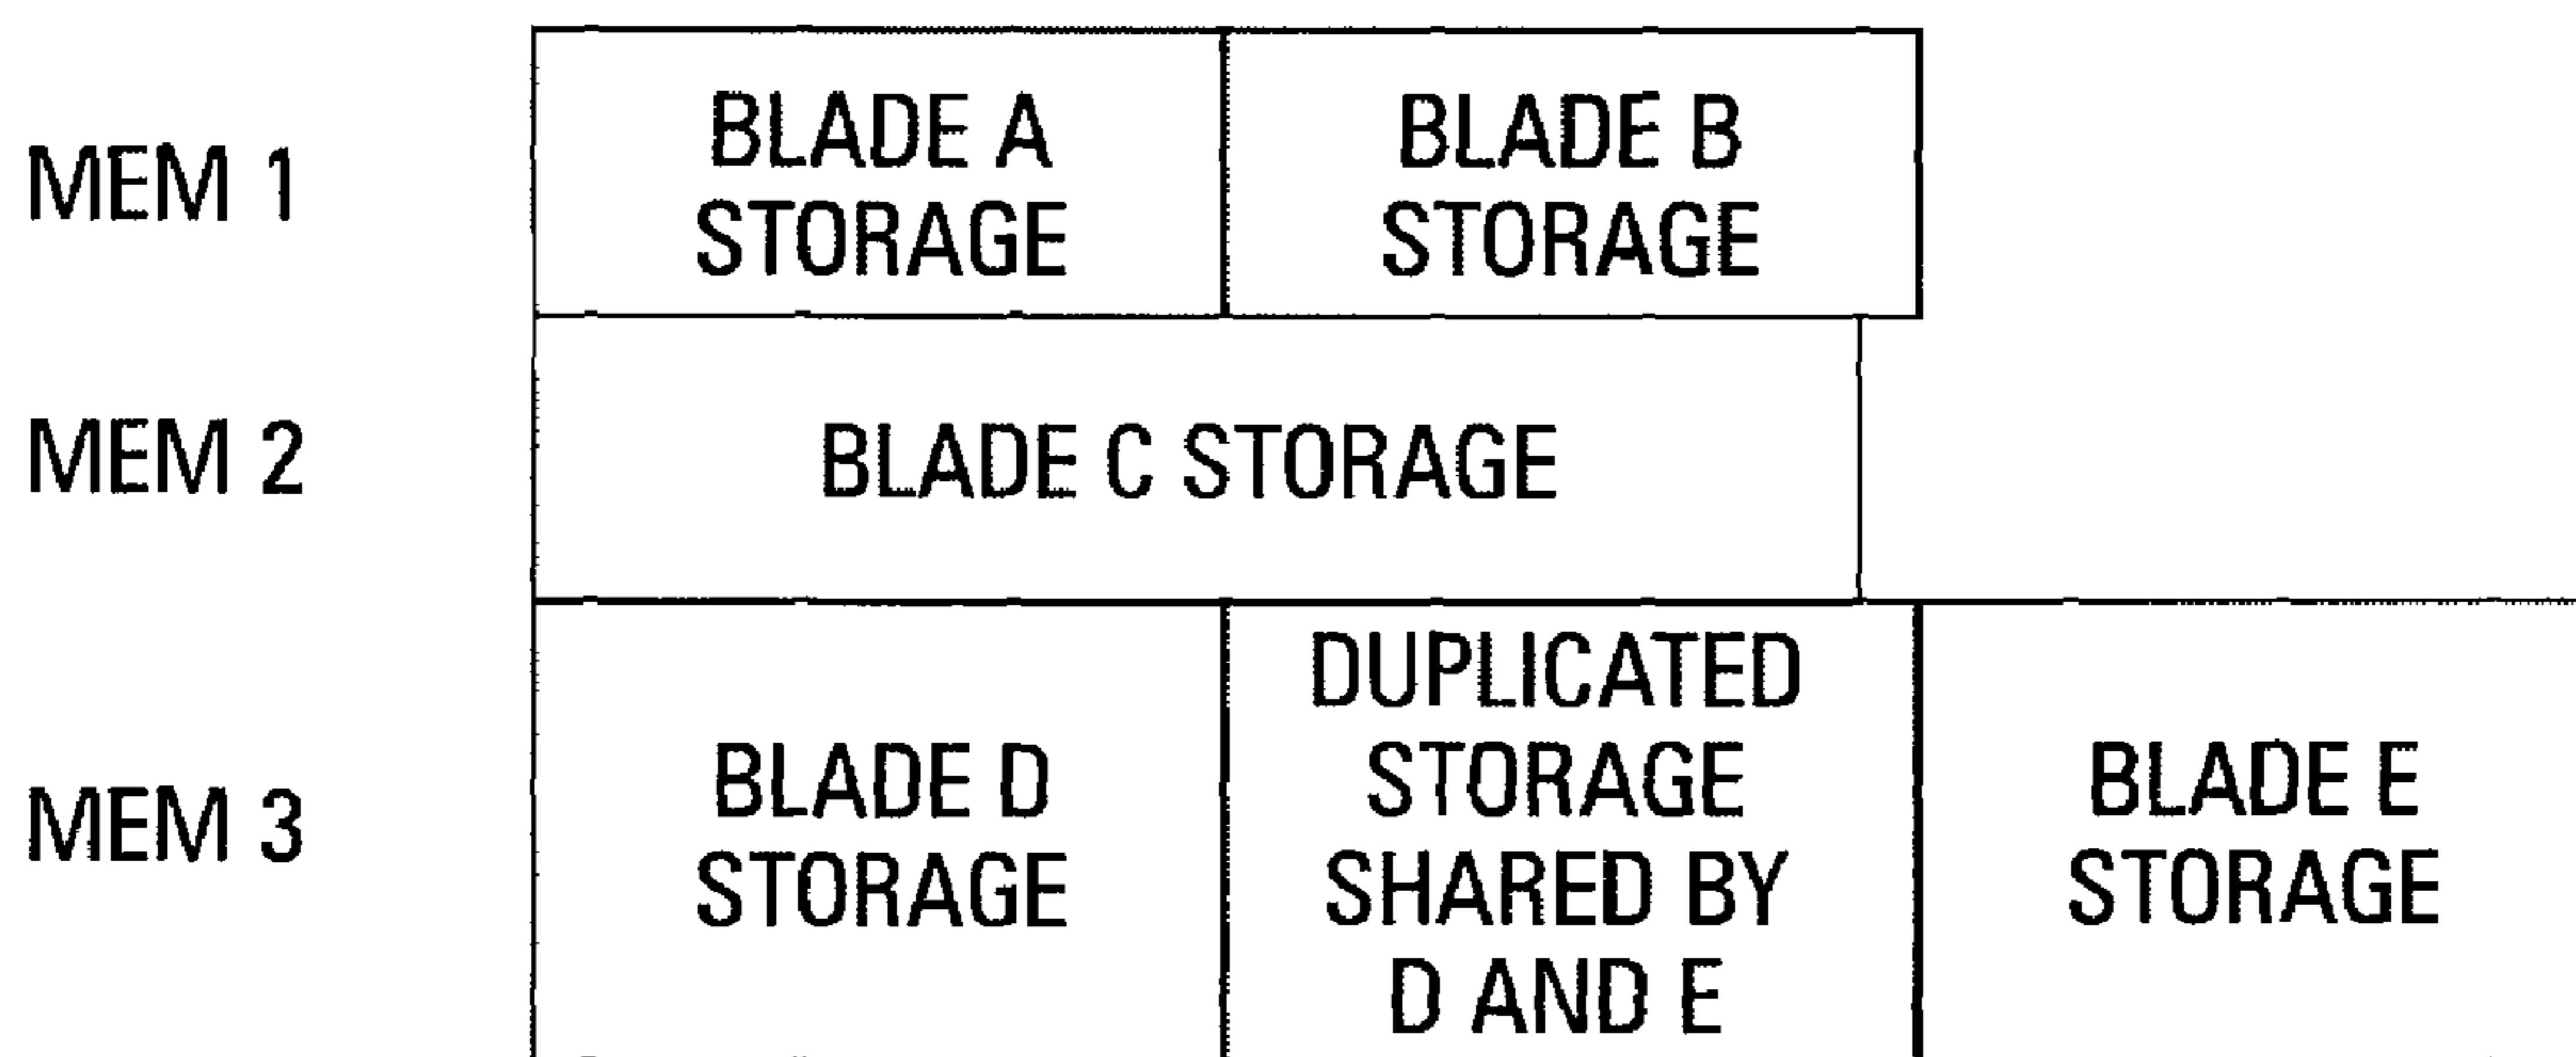 MEM 1
BLADE A
STORAGE
BLADE B
STORAGE
MEM 2
BLADE C STORAGE
MEM 3
BLADE D
STORAGE
DUPLICATED
STORAGE
SHARED BY
D AND E
BLADE E
STORAGE